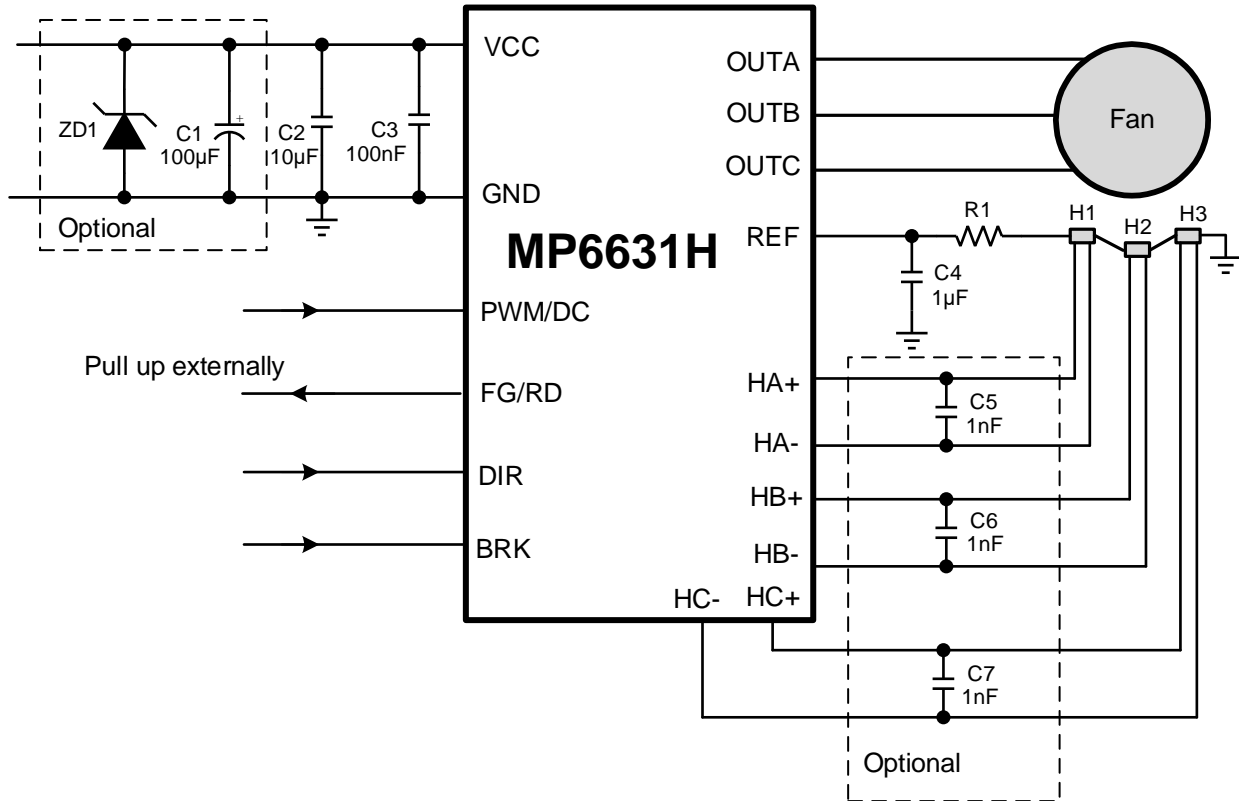 VCC
OUTA
OUTB
OUTC
Fan
ZD1
C1
100µF
+
C2
10µF
C3
100nF
GND
Optional
MP6631H
REF
R1
H1
H2
H3
C4
1µF
PWM/DC
Pull up externally
FG/RD
DIR
BRK
HA+
C5
1nF
HA-
HB+
C6
1nF
HB-
HC-
HC+
C7
1nF
Optional